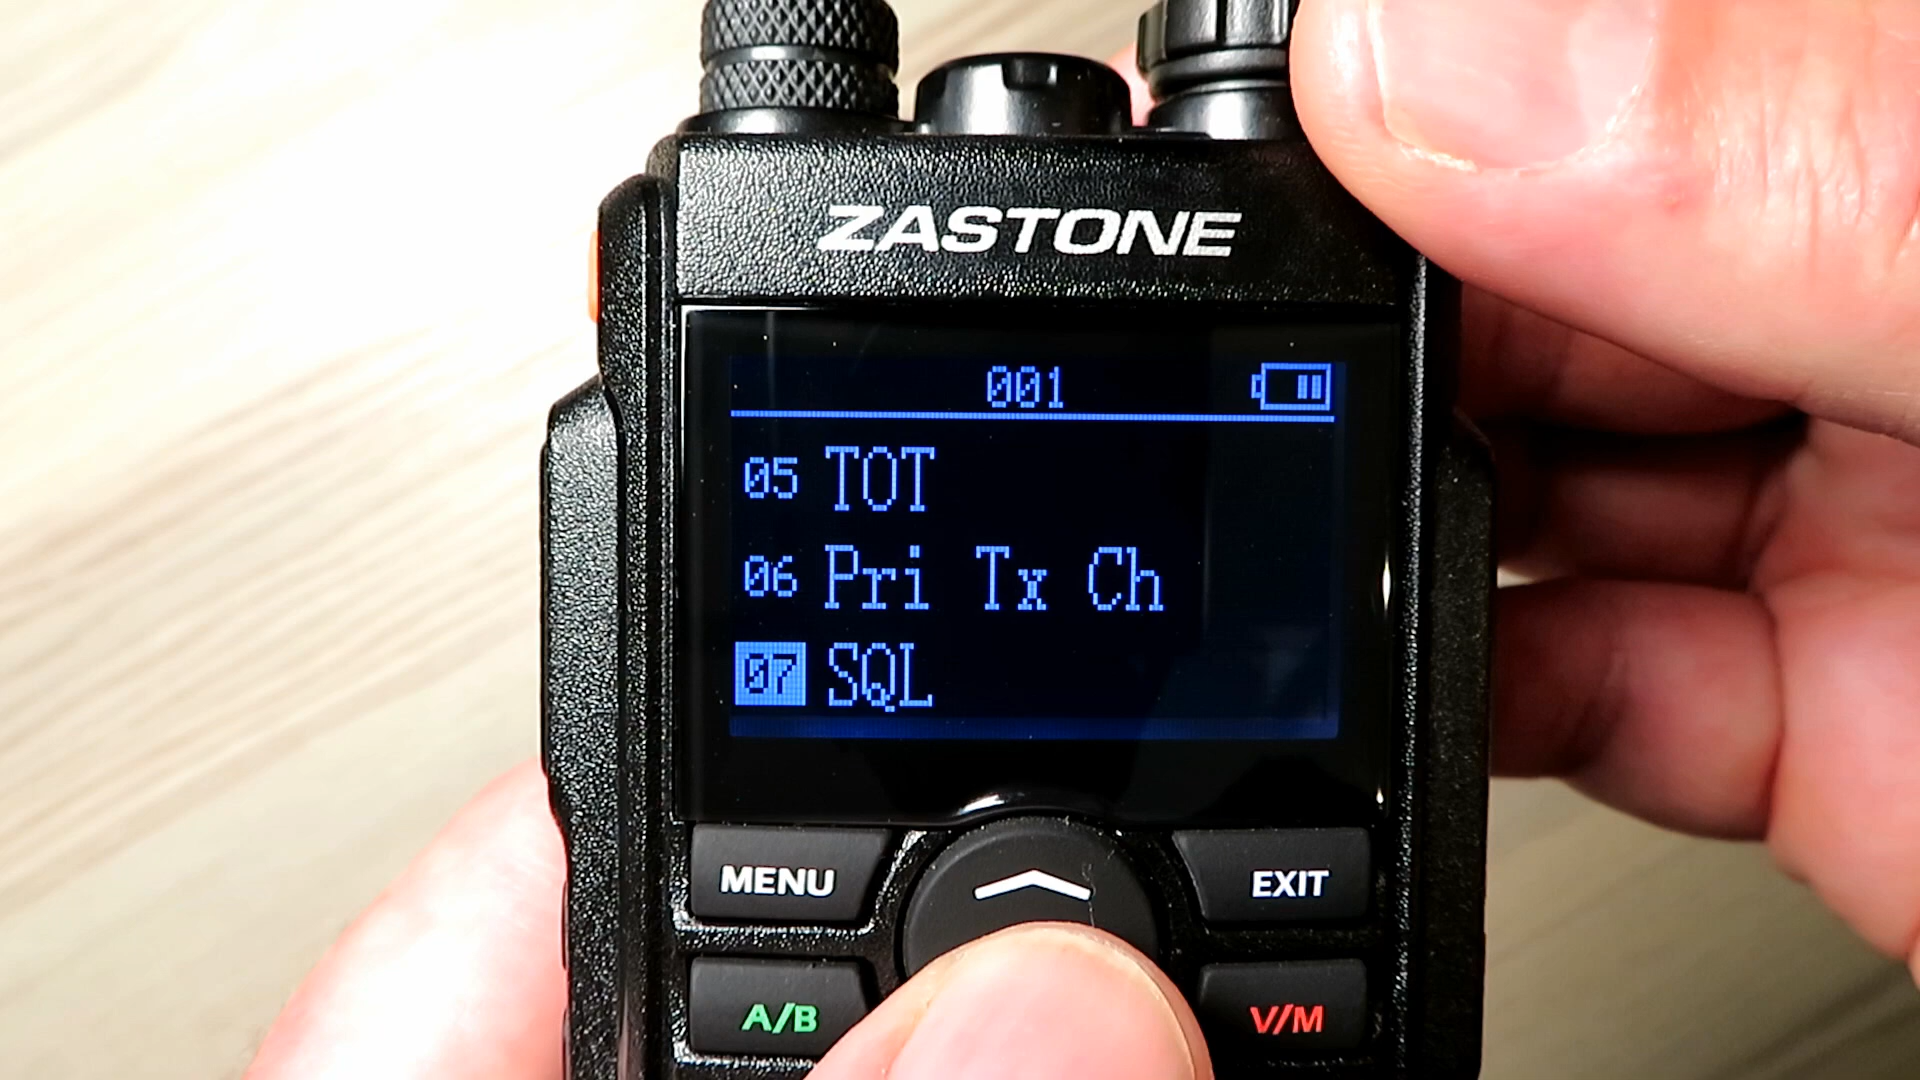 ZASTONE
001
05 TOT
06 Pri Tx Ch
07 SQL
MENU
EXIT
A/B
V/M